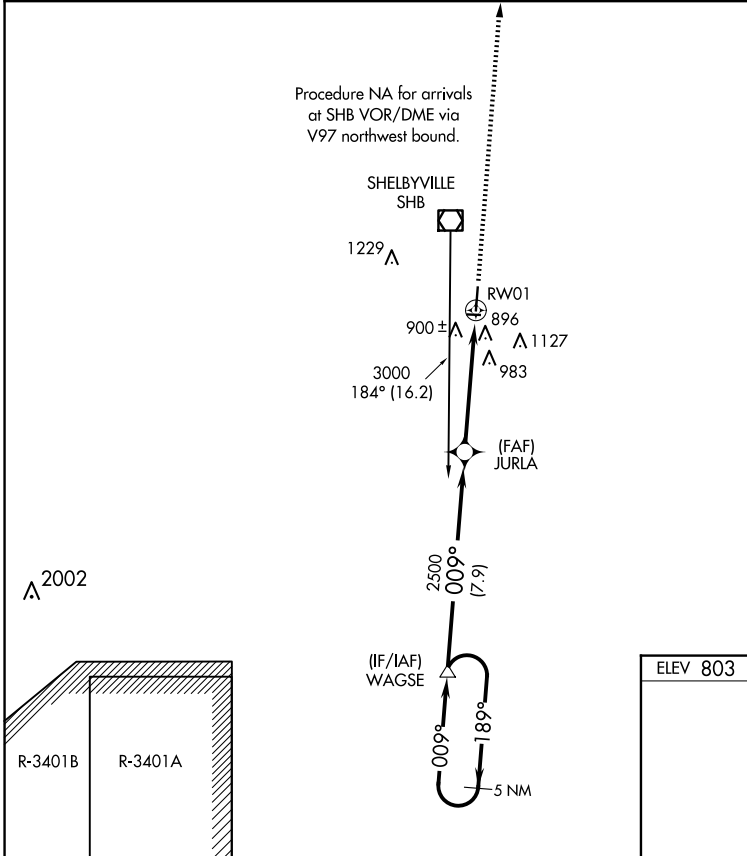 Procedure NA for arrivals
at SHB VOR/DME via
V97 northwest bound.
SHELBYVILLE
SHB
1229
RW01
900 ±
896
1127
983
3000
184° (16.2)
(FAF)
JURLA
2500
009°
(7.9)
2002
(IF/IAF)
WAGSE
ELEV 803
009°
189°
R-3401B
R-3401A
5 NM